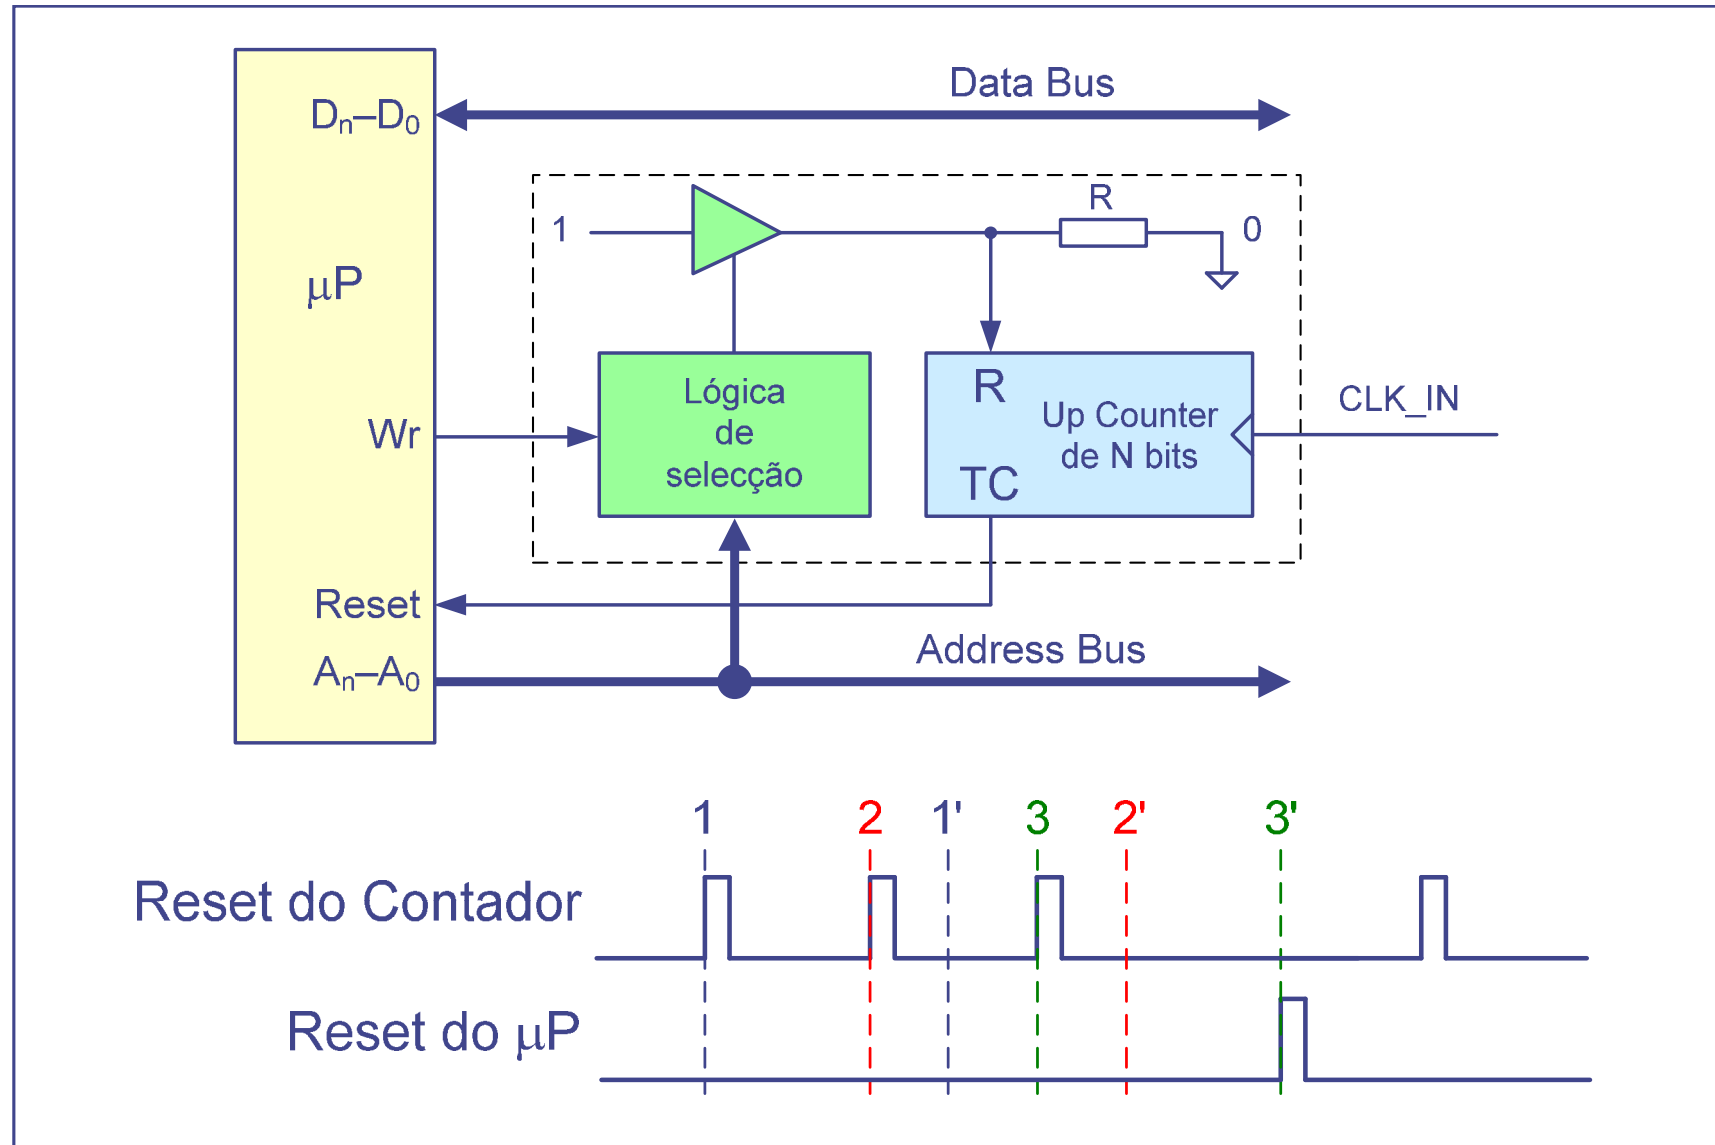 Data Bus
Dn–D0
R
1
0
μP
Lógica
de
selecção
R
Up Counter
de N bits
TC
CLK_IN
Wr
Reset
Address Bus
An–A0
1 2 1' 3 2' 3'
Reset do Contador
Reset do μP